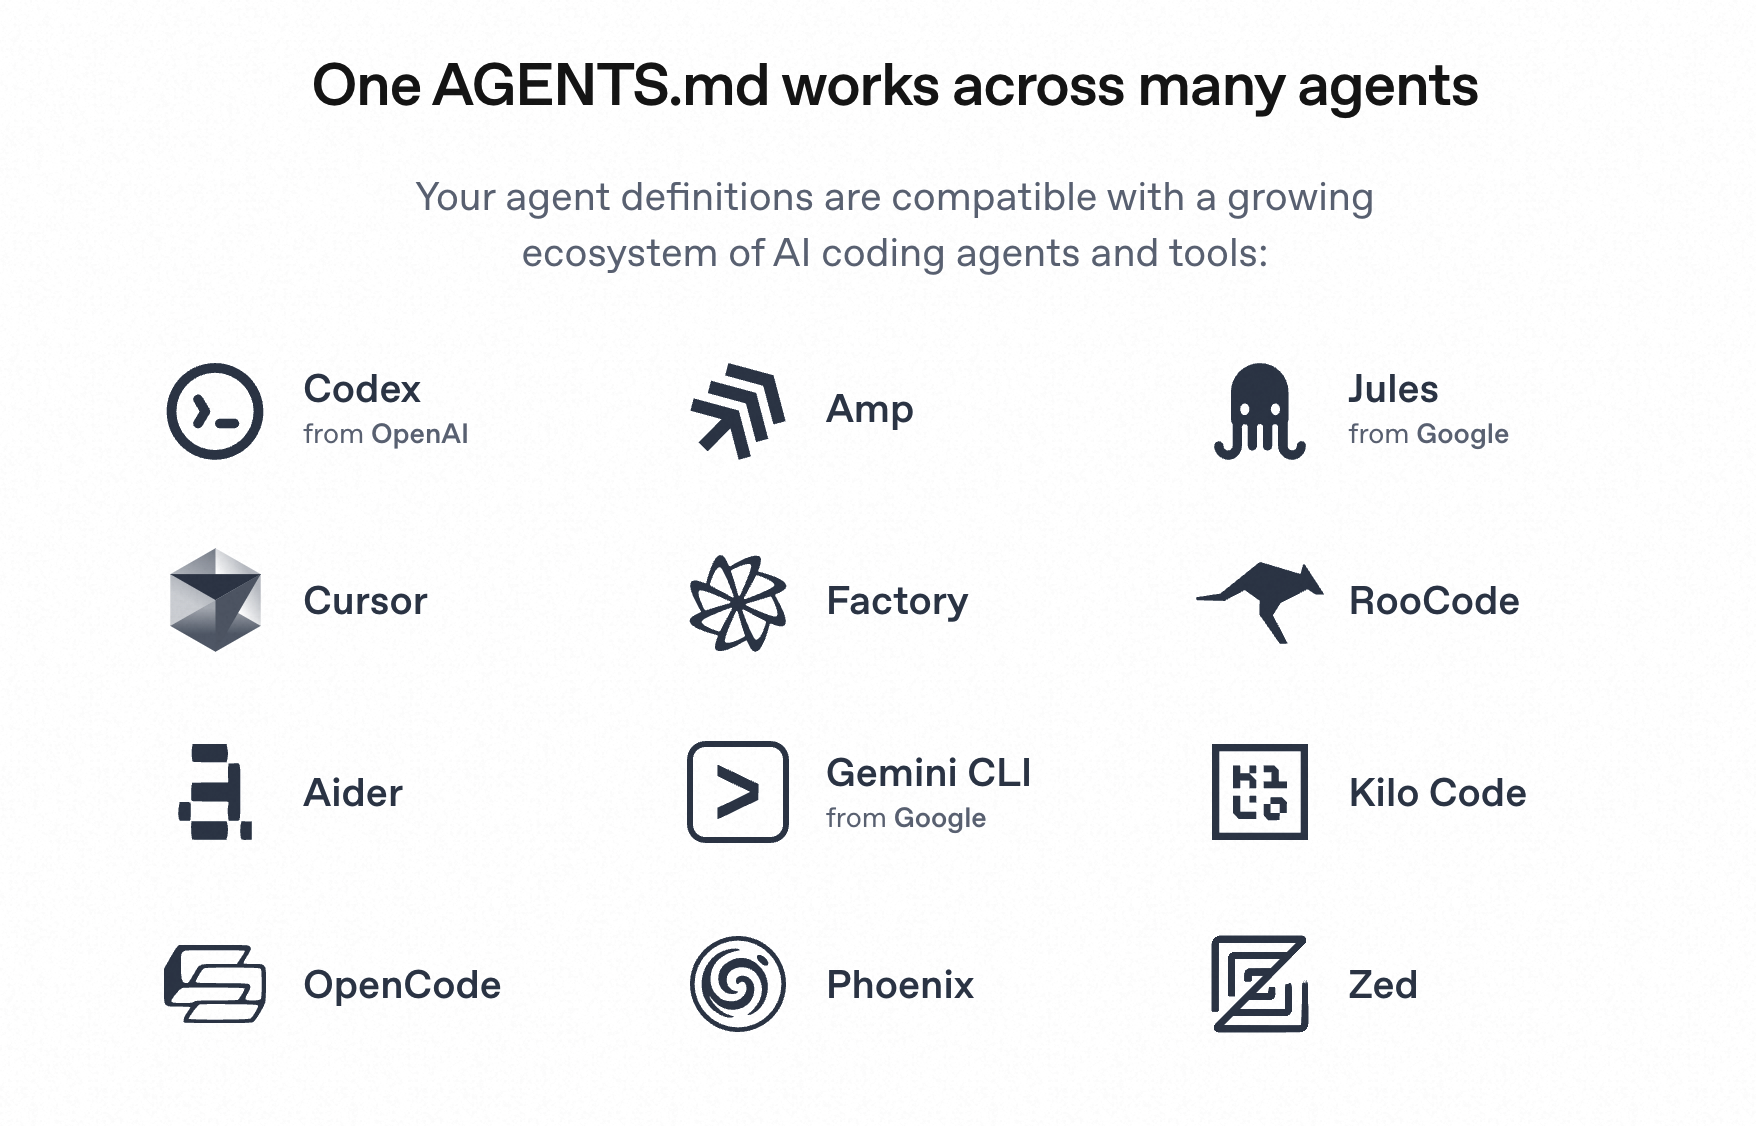 One AGENTS.md works across many agents
Your agent definitions are compatible with a growing
ecosystem of AI coding agents and tools:
Codex
from OpenAI
Amp
Jules
from Google
Cursor
Factory
RooCode
Aider
Gemini CLI
from Google
K1
Lo
Kilo Code
OpenCode
Phoenix
Zed